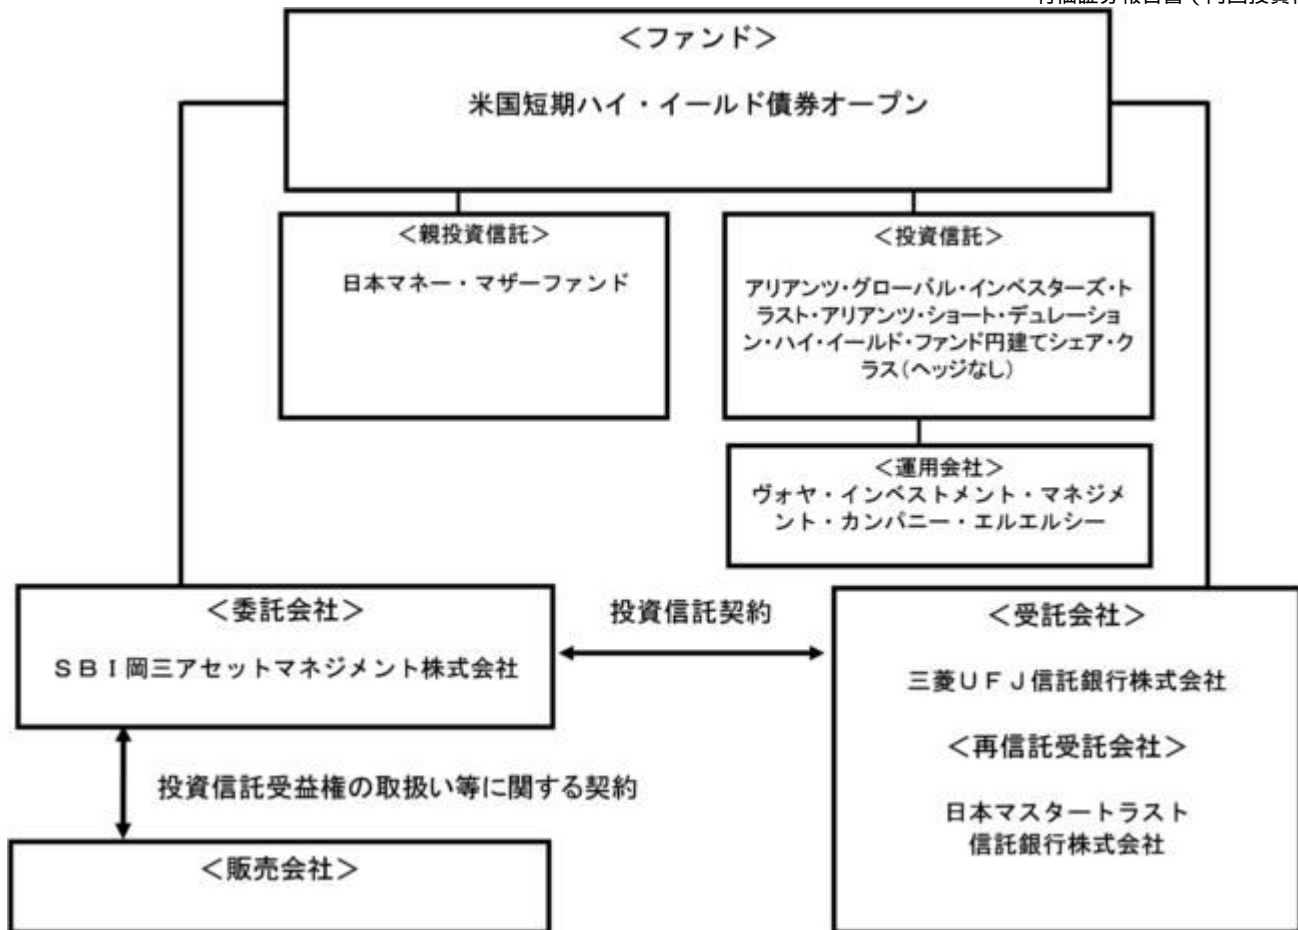 ＜ファンド＞
米国短期ハイ・イールド債券オープン
＜親投資信託＞
日本マネー・マザーファンド
＜投資信託＞
アリアンツ・グローバル・インベスターズ・ト
ラスト・アリアンツ・ショート・デュレーショ
ン・ハイ・イールド・ファンド円建てシェア・ク
ラス（ヘッジなし）
＜運用会社＞
ヴォヤ・インベストメント・マネジメ
ント・カンパニー・エルエルシー
＜委託会社＞
ＳＢＩ岡三アセットマネジメント株式会社
投資信託契約
＜受託会社＞
三菱ＵＦＪ信託銀行株式会社
＜再信託受託会社＞
日本マスタートラスト
信託銀行株式会社
投資信託受益権の取扱い等に関する契約
＜販売会社＞